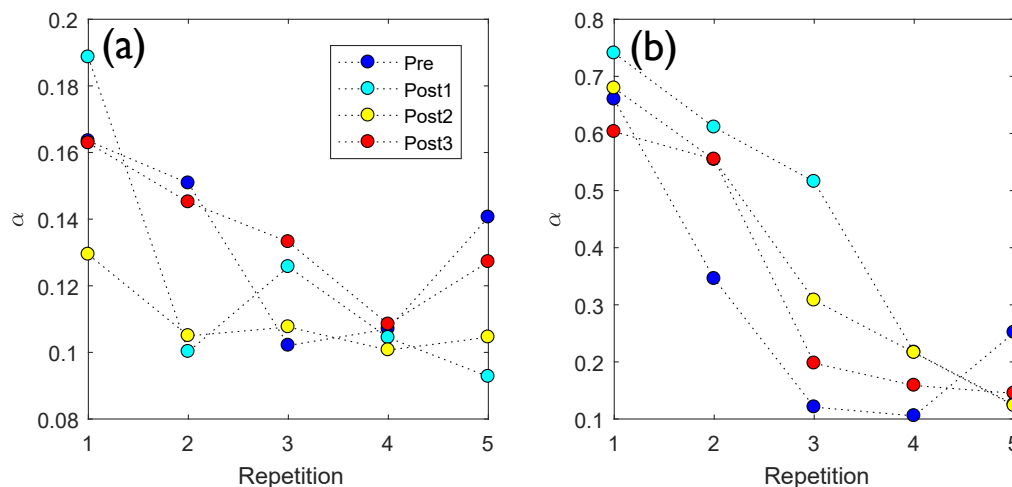 (a)
0.2
0.18
0.16
0.14
0.12
0.1
0.08
α
1 2 3 4 5
Repetition
Pre
Post1
Post2
Post3
(b)
0.8
0.7
0.6
0.5
0.4
0.3
0.2
0.1
α
1 2 3 4 5
Repetition